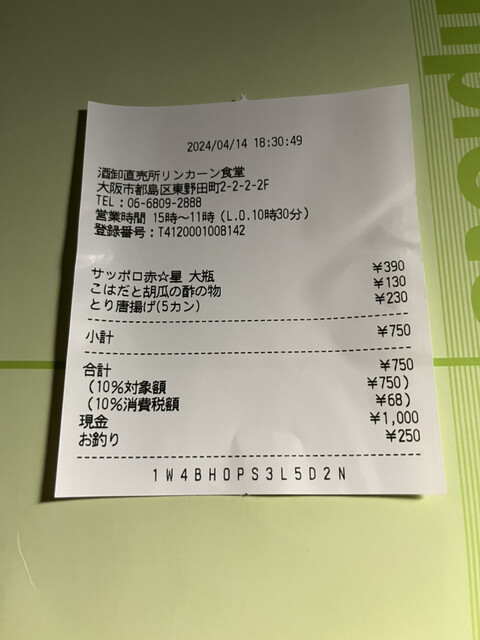 2024/04/14 18:30:49
酒卸直売所リンカーン食堂
大阪市都島区東野田町2-2-2-2F
TEL:06-6809-2888
営業時間 15時〜11時(L.O.10時30分)
登録番号:T4120001008142
サッポロ赤☆星 大瓶 ¥390
こはだと胡瓜の酢の物 ¥130
とり唐揚げ(5カン) ¥230
小計 ¥750
合計 ¥750
(10%対象額 ¥750)
(10%消費税額 ¥68)
現金 ¥1,000
お釣り ¥250
1W4BHOPS3L5D2N